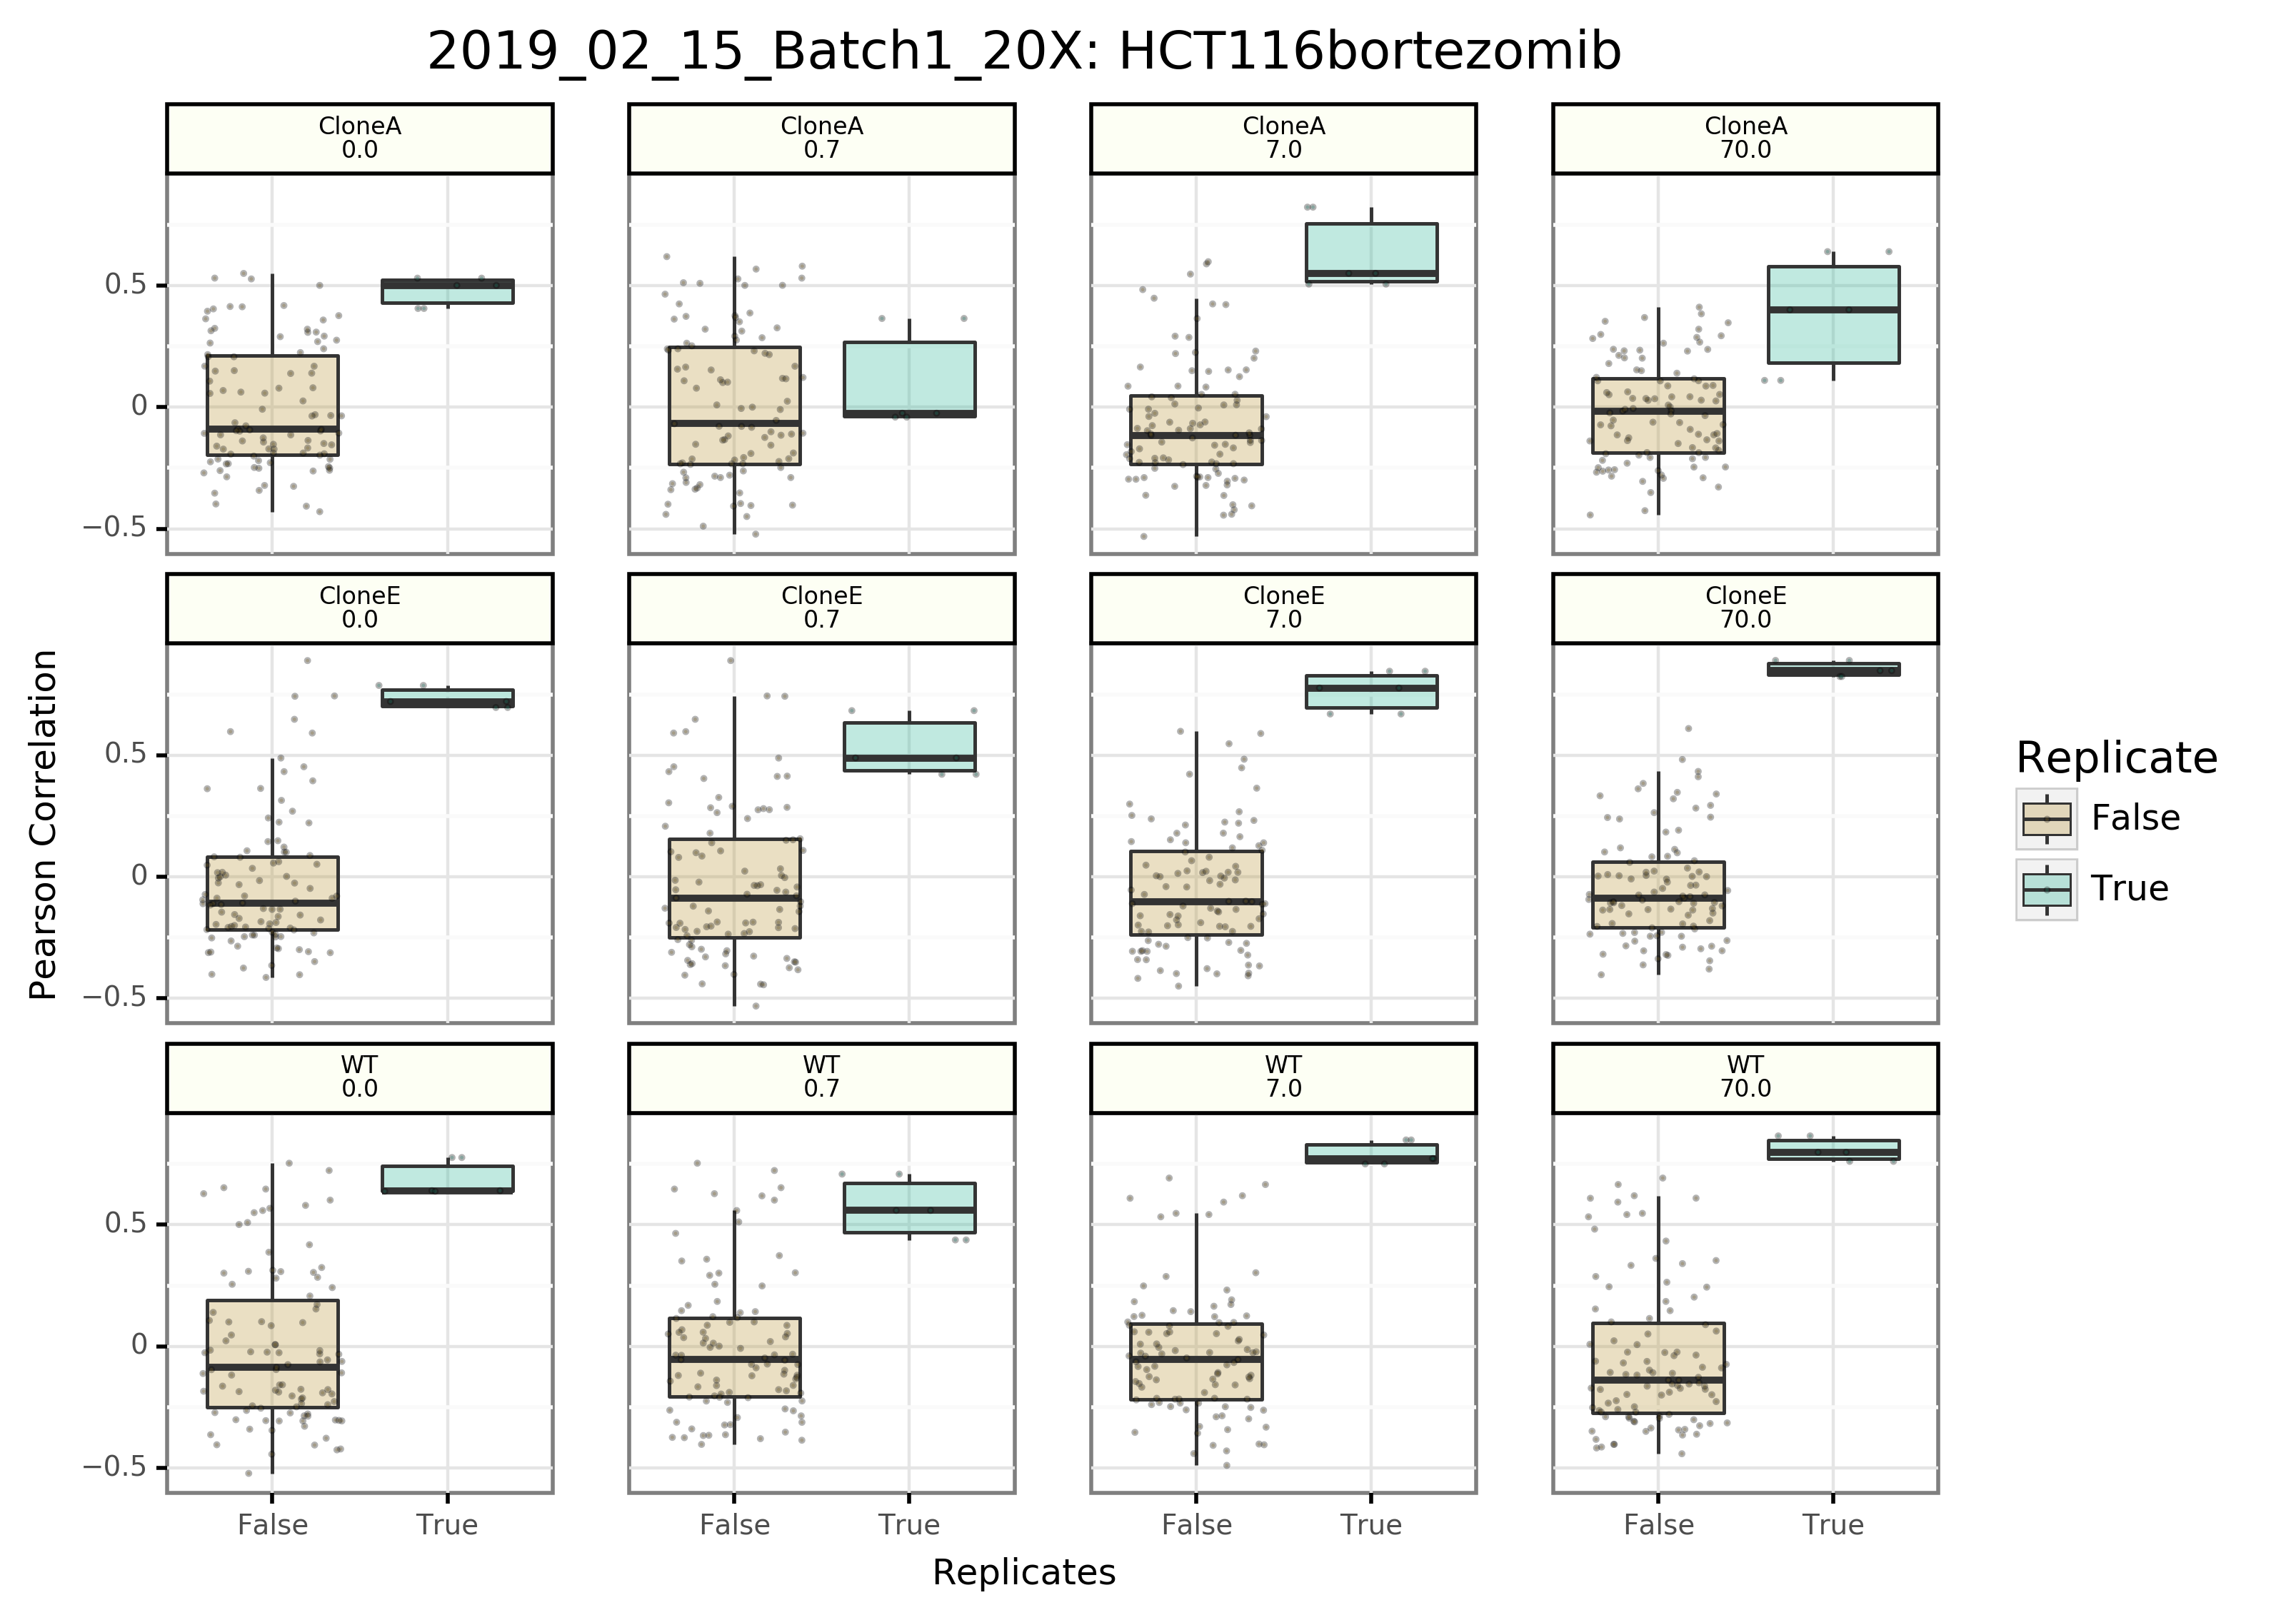 2019_02_15_Batch1_20X: HCT116bortezomib
CloneA
0.0
CloneA
0.7
CloneA
7.0
CloneA
70.0
0.5
0
−0.5
CloneE
0.0
CloneE
0.7
CloneE
7.0
CloneE
70.0
0.5
0
−0.5
WT
0.0
WT
0.7
WT
7.0
WT
70.0
0.5
0
−0.5
False
True
False
True
False
True
False
True
Replicates
Pearson Correlation
Replicate
False
True